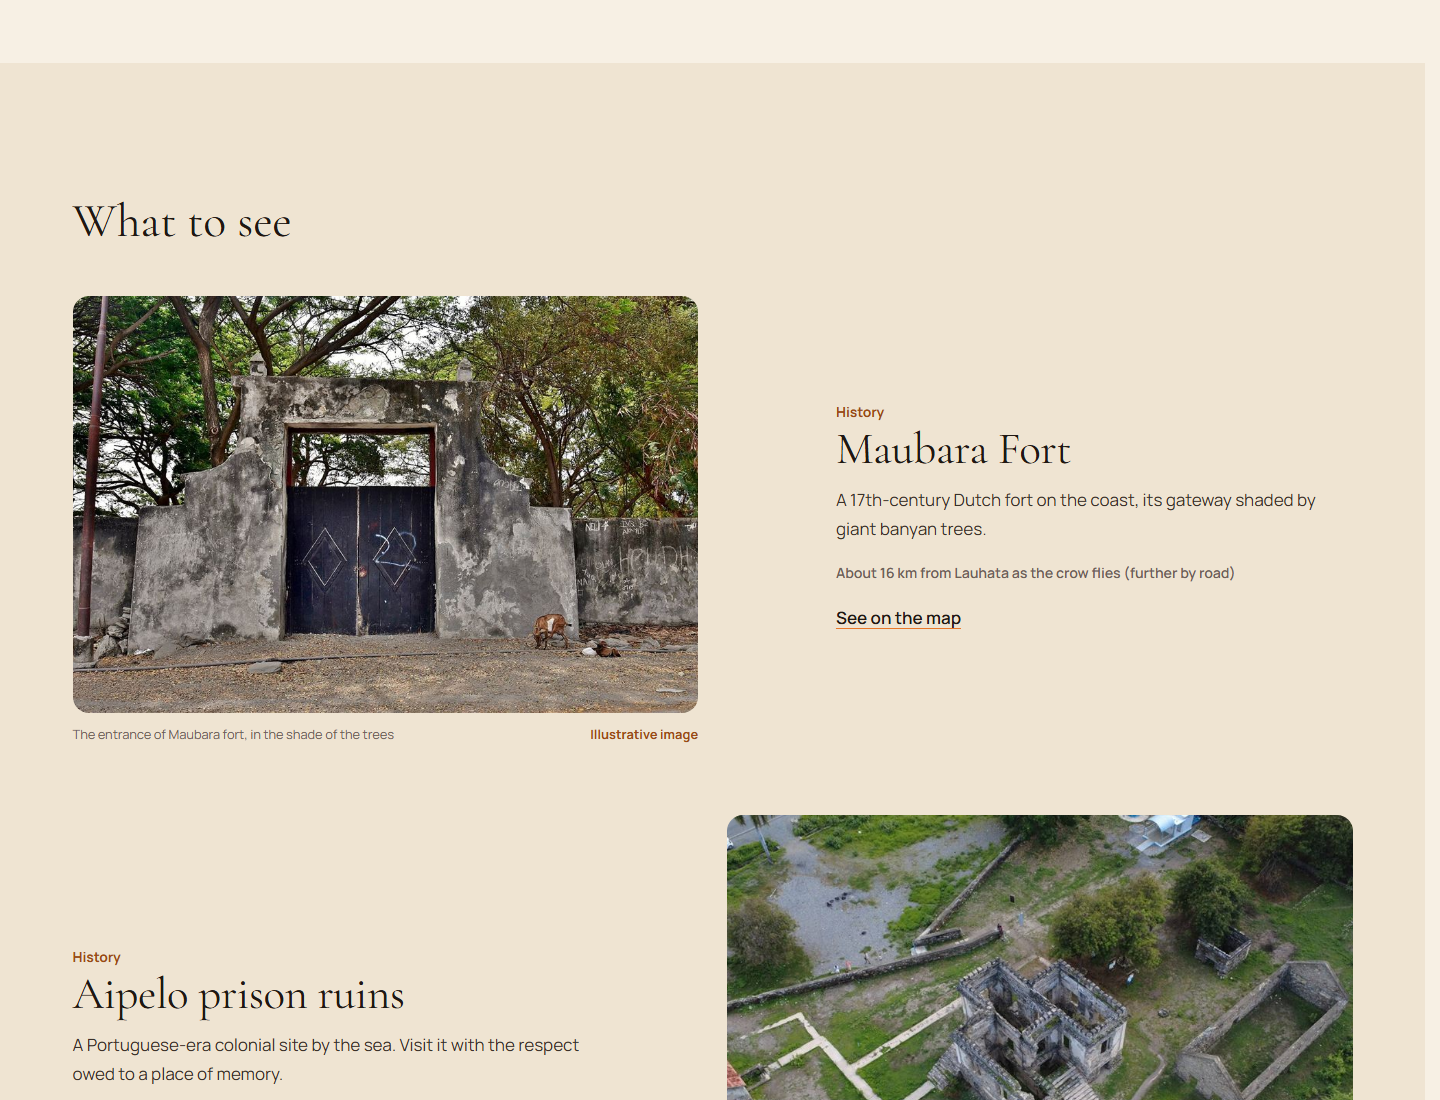 What to see
History
Maubara Fort
A 17th-century Dutch fort on the coast, its gateway shaded by
giant banyan trees.
About 16 km from Lauhata as the crow flies (further by road)
See on the map
The entrance of Maubara fort, in the shade of the trees
Illustrative image
History
Aipelo prison ruins
A Portuguese-era colonial site by the sea. Visit it with the respect
owed to a place of memory.